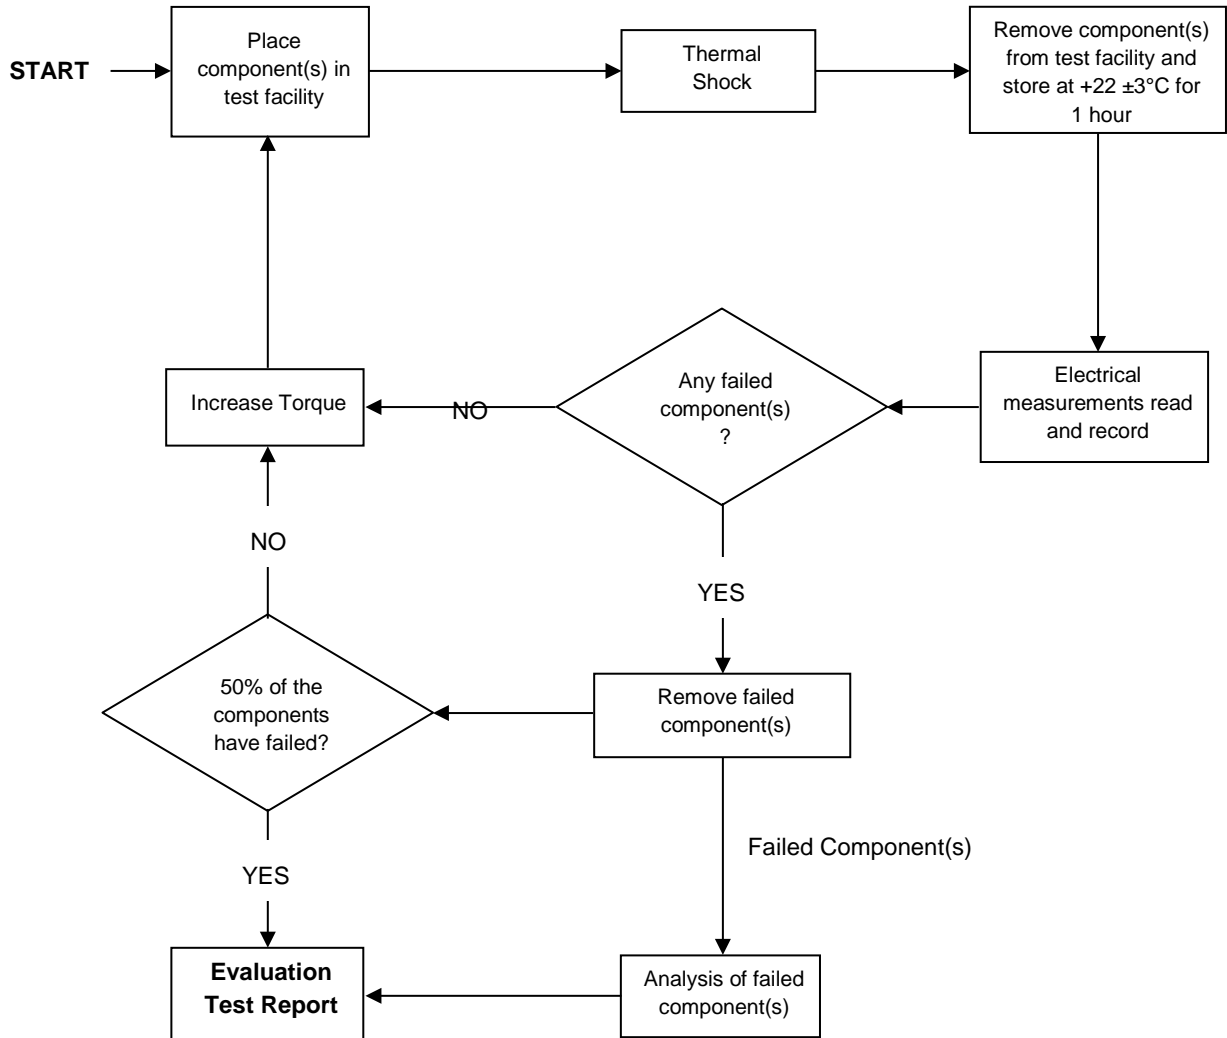 START
Place
component(s) in
test facility
Thermal
Shock
Remove component(s)
from test facility and
store at +22 ±3°C for
1 hour
Electrical
measurements read
and record
Any failed
component(s)
?
NO
Increase Torque
YES
Remove failed
component(s)
50% of the
components
have failed?
NO
YES
Failed Component(s)
Analysis of failed
component(s)
Evaluation
Test Report